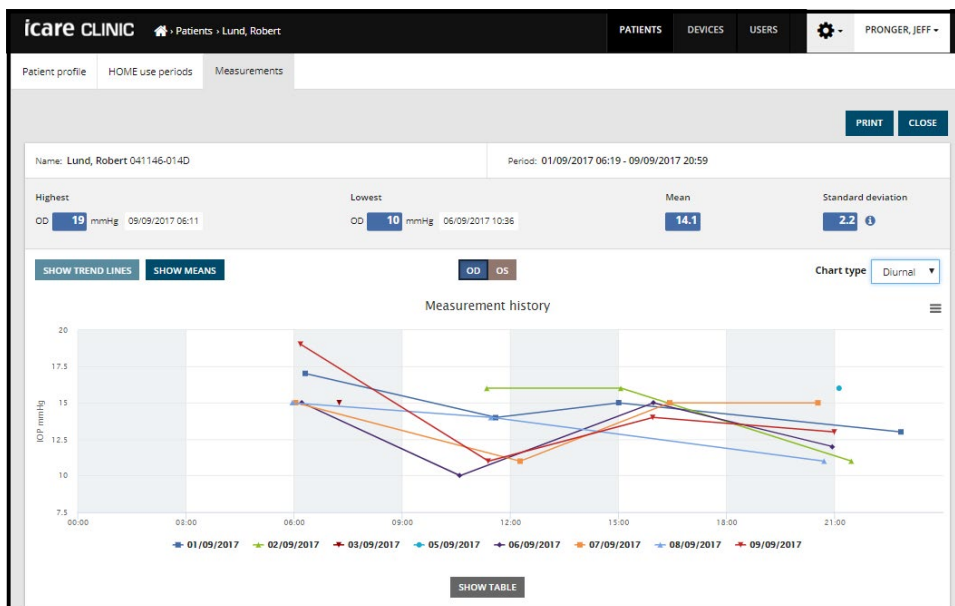 icare CLINIC › Patients › Lund, Robert PATIENTS DEVICES USERS PRONGER, JEFF
Patient profile HOME use periods Measurements
PRINT CLOSE
Name: Lund, Robert 041146-014D Period: 01/09/2017 06:19 - 09/09/2017 20:59
Highest Lowest Mean Standard deviation
OD 19 mmHg 09/09/2017 06:11 OD 10 mmHg 06/09/2017 10:36 14.1 2.2 i
SHOW TREND LINES SHOW MEANS OD OS Chart type Diurnal
Measurement history
20
17.5
15
12.5
10
7.5
IOP mmHg
00:00 03:00 06:00 09:00 12:00 15:00 18:00 21:00
01/09/2017 02/09/2017 03/09/2017 05/09/2017 06/09/2017 07/09/2017 08/09/2017 09/09/2017
SHOW TABLE